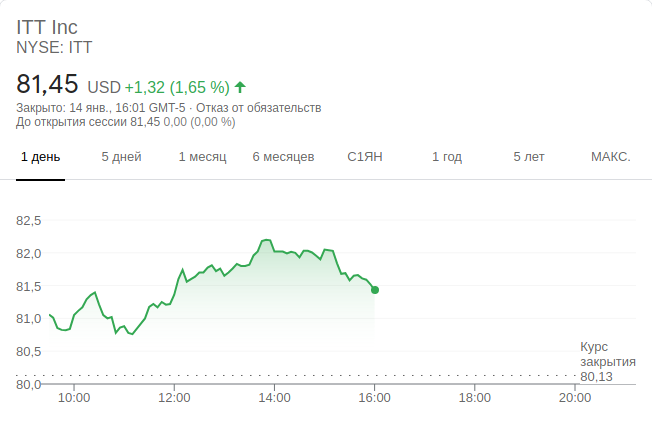 ITT Inc
NYSE: ITT
81,45 USD +1,32 (1,65 %)
Закрыто: 14 янв., 16:01 GMT-5 · Отказ от обязательств
До открытия сессии 81,45 0,00 (0,00 %)
1 день 5 дней 1 месяц 6 месяцев С1ЯН 1 год 5 лет МАКС.
82,5
82,0
81,5
81,0
80,5
Курс
закрытия
80,13
80,0
10:00 12:00 14:00 16:00 18:00 20:00